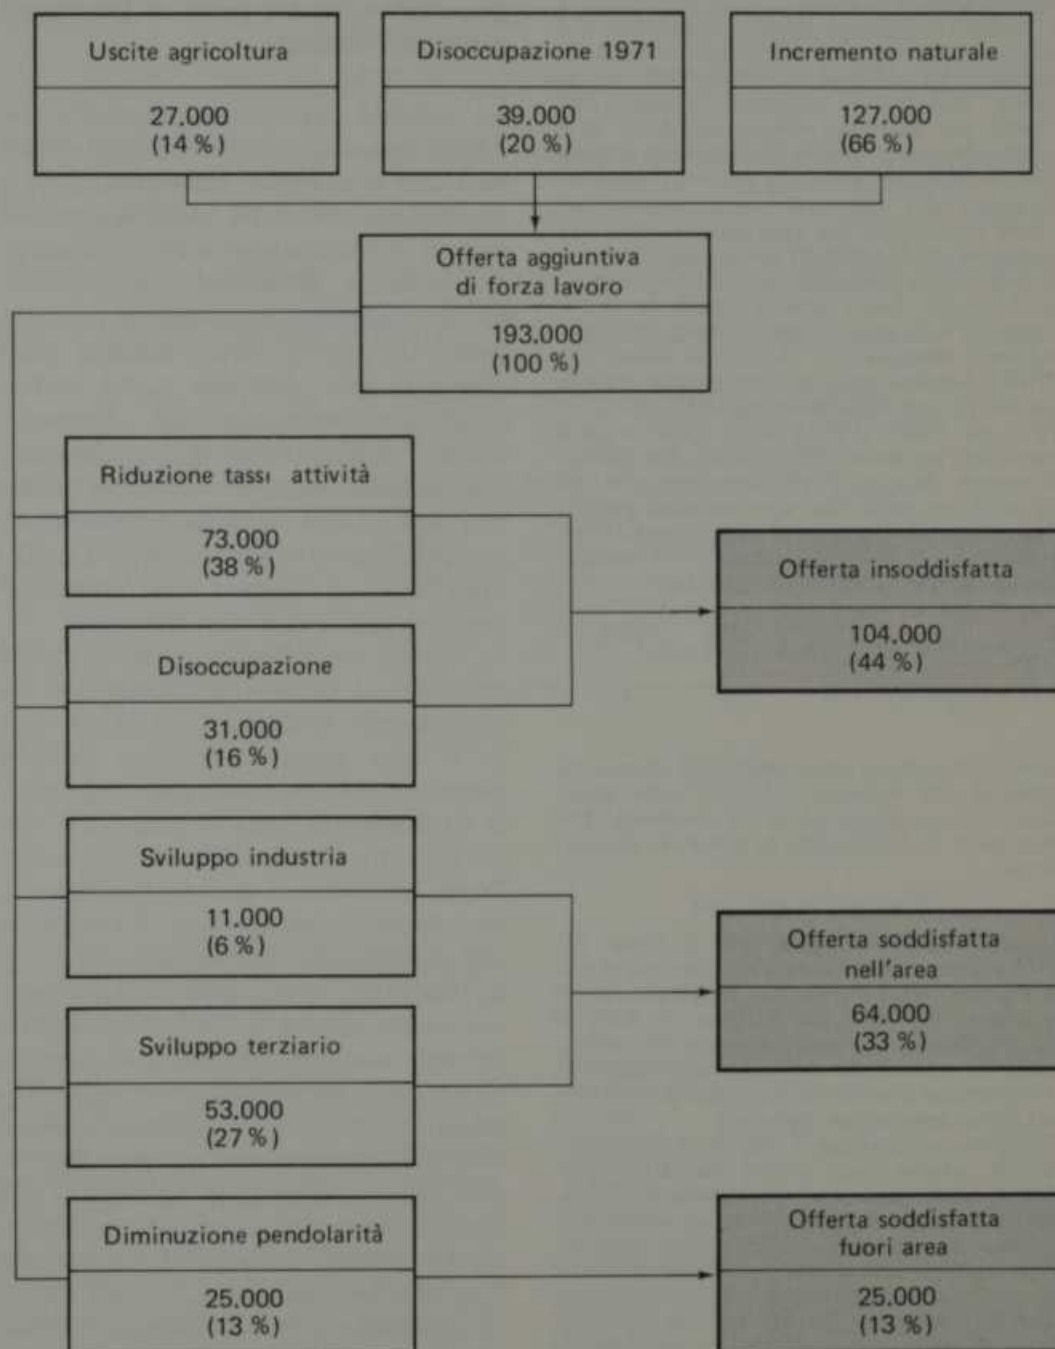 Uscite agricoltura
27.000
(14 %)
Disoccupazione 1971
39.000
(20 %)
Incremento naturale
127.000
(66 %)
Offerta aggiuntiva
di forza lavoro
193.000
(100 %)
Riduzione tassi attività
73.000
(38 %)
Disoccupazione
31.000
(16 %)
Offerta insoddisfatta
104.000
(44 %)
Sviluppo industria
11.000
(6 %)
Sviluppo terziario
53.000
(27 %)
Offerta soddisfatta
nell'area
64.000
(33 %)
Diminuzione pendolarità
25.000
(13 %)
Offerta soddisfatta
fuori area
25.000
(13 %)